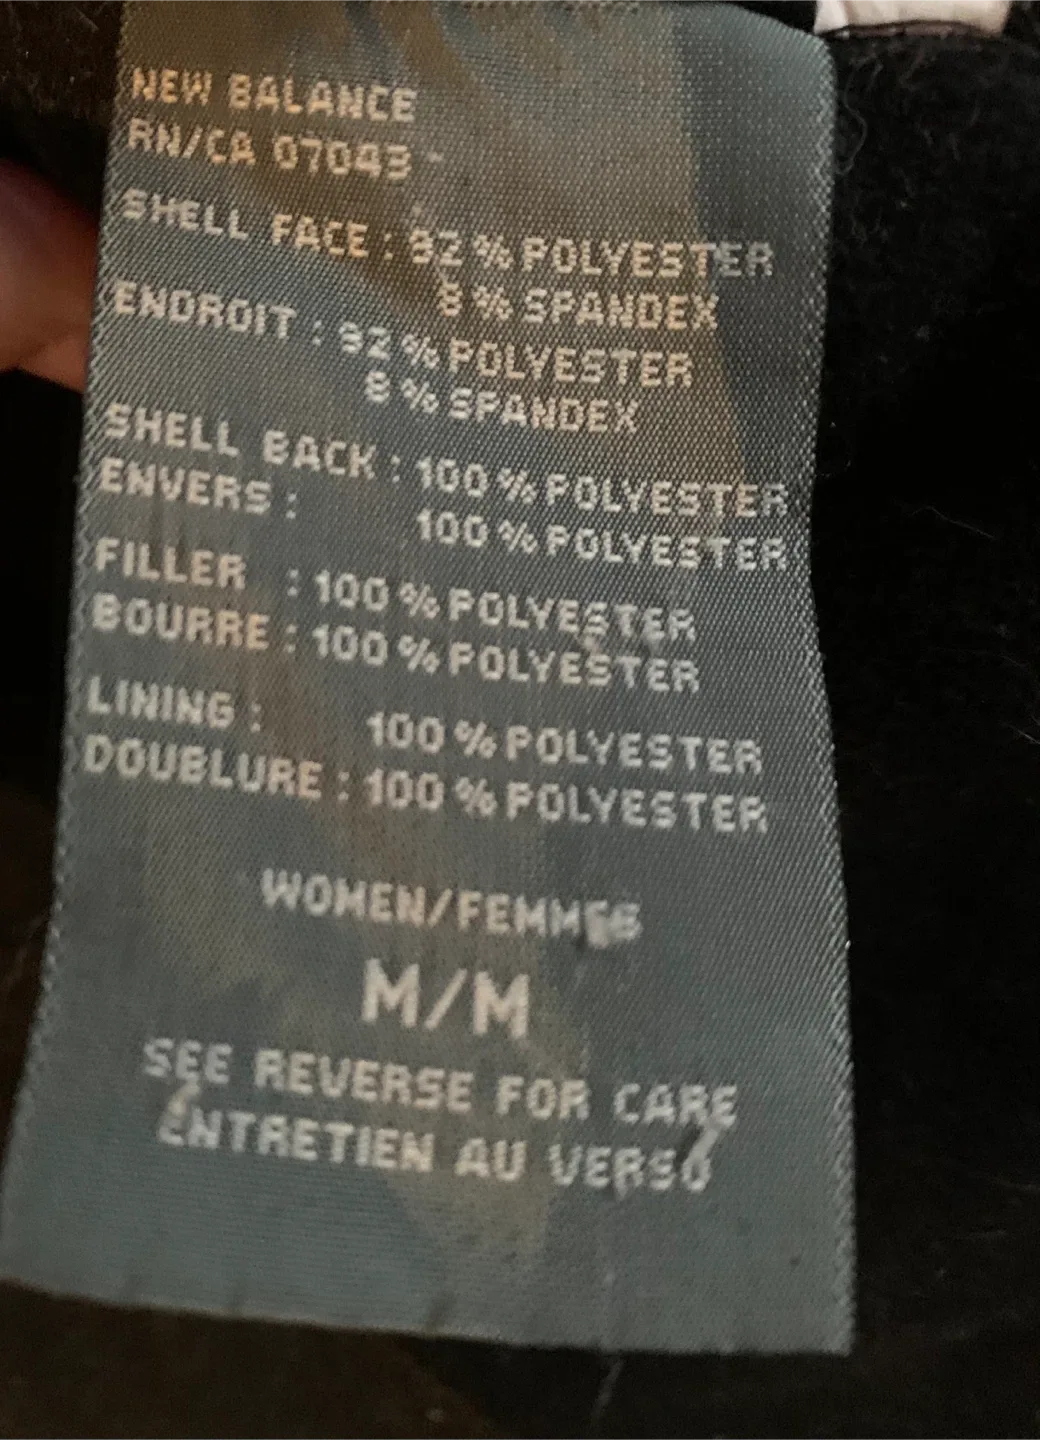 NEW BALANCE
RN/CA 07043
SHELL FACE : 92 % POLYESTER
8 % SPANDEX
ENDROIT : 92 % POLYESTER
8 % SPANDEX
SHELL BACK : 100 % POLYESTER
ENVERS : 100 % POLYESTER
FILLER : 100 % POLYESTER
BOURRE : 100 % POLYESTER
LINING : 100 % POLYESTER
DOUBLURE : 100 % POLYESTER
WOMEN/FEMMES
M/M
SEE REVERSE FOR CARE
ENTRETIEN AU VERSO